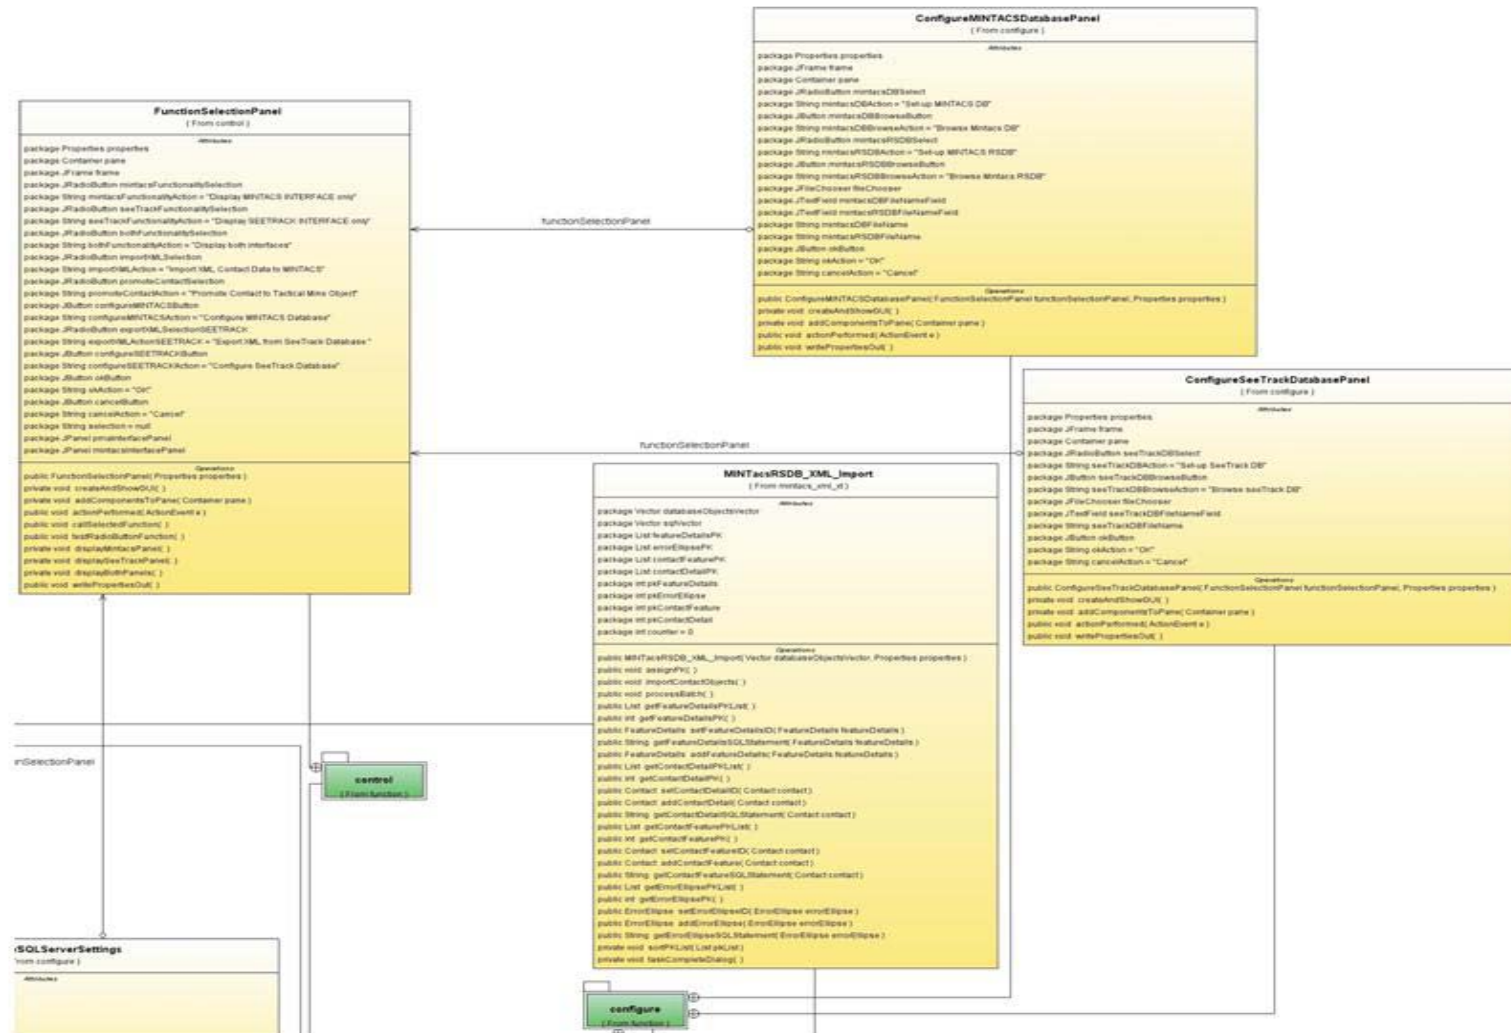 ConfigureMINTACSDatabasePanel
( From configure )
Attributes
package Properties properties
package JFrame frame
package Container pane
package JRadioButton mintacsDBSelect
package String mintacsDBAction = "Set-up MINTACS DB"
package JButton mintacsDBBrowseButton
package String mintacsDBBrowseAction = "Browse Mintacs DB"
package JRadioButton mintacsRSDBSelect
package String mintacsRSDBAction = "Set-up MINTACS RSDB"
package JButton mintacsRSDBBrowseButton
package String mintacsRSDBBrowseAction = "Browse Mintacs RSDB"
package JFileChooser fileChooser
package JTextField mintacsDBFileNameField
package JTextField mintacsRSDBFileNameField
package String mintacsDBFileName
package String mintacsRSDBFileName
package JButton okButton
package String okAction = "OK"
package String cancelAction = "Cancel"
Operations
public ConfigureMINTACSDatabasePanel( FunctionSelectionPanel functionSelectionPanel, Properties properties )
private void createAndShowGUI( )
private void addComponentsToPane( Container pane )
public void actionPerformed( ActionEvent e )
public void writePropertiesOut( )
FunctionSelectionPanel
( From control )
Attributes
package Properties properties
package Container pane
package JFrame frame
package JRadioButton mintacsFunctionalitySelection
package String mintacsFunctionalityAction = "Display MINTACS INTERFACE only"
package JRadioButton seeTrackFunctionalitySelection
package String seeTrackFunctionalityAction = "Display SEETRACK INTERFACE only"
package JRadioButton bothFunctionalitySelection
package String bothFunctionalityAction = "Display both interfaces"
package JRadioButton importXMLSelection
package String importXMLAction = "Import XML Contact Data to MINTACS"
package JRadioButton promoteContactSelection
package String promoteContactAction = "Promote Contact to Tactical Mine Object"
package JButton configureMINTACSButton
package String configureMINTACSAction = "Configure MINTACS Database"
package JRadioButton exportXMLSelectionSEETRACK
package String exportXMLActionSEETRACK = "Export XML from SeeTrack Database "
package JButton configureSEETRACKButton
package String configureSEETRACKAction = "Configure SeeTrack Database"
package JButton okButton
package String okAction = "OK"
package JButton cancelButton
package String cancelAction = "Cancel"
package String selection = null
package JPanel pmaInterfacePanel
package JPanel mintacsInterfacePanel
Operations
public FunctionSelectionPanel( Properties properties )
private void createAndShowGUI( )
private void addComponentsToPane( Container pane )
public void actionPerformed( ActionEvent e )
public void callSelectedFunction( )
public void testRadioButtonFunction( )
private void displayMintacsPanel( )
private void displaySeeTrackPanel( )
private void displayBothPanels( )
public void writePropertiesOut( )
functionSelectionPanel
functionSelectionPanel
ConfigureSeeTrackDatabasePanel
( From configure )
Attributes
package Properties properties
package JFrame frame
package Container pane
package JRadioButton seeTrackDBSelect
package String seeTrackDBAction = "Set-up SeeTrack DB"
package JButton seeTrackDBBrowseButton
package String seeTrackDBBrowseAction = "Browse seeTrack DB"
package JFileChooser fileChooser
package JTextField seeTrackDBFileNameField
package String seeTrackDBFileName
package JButton okButton
package String okAction = "OK"
package String cancelAction = "Cancel"
Operations
public ConfigureSeeTrackDatabasePanel( FunctionSelectionPanel functionSelectionPanel, Properties properties )
private void createAndShowGUI( )
private void addComponentsToPane( Container pane )
public void actionPerformed( ActionEvent e )
public void writePropertiesOut( )
MINTacsRSDB_XML_Import
( From mintacs_xml_rd )
Attributes
package Vector databaseObjectsVector
package Vector sqlVector
package List featureDetailsPK
package List errorEllipsePK
package List contactFeaturePK
package List contactDetailPK
package int pkFeatureDetails
package int pkErrorEllipse
package int pkContactFeature
package int pkContactDetail
package int counter = 0
Operations
public MINTacsRSDB_XML_Import( Vector databaseObjectsVector, Properties properties )
public void assignPK( )
public void importContactObjects( )
public void processBatch( )
public List getFeatureDetailsPKList( )
public int getFeatureDetailsPK( )
public FeatureDetails setFeatureDetailsID( FeatureDetails featureDetails )
public String getFeatureDetailsSQLStatement( FeatureDetails featureDetails )
public FeatureDetails addFeatureDetails( FeatureDetails featureDetails )
public List getContactDetailPKList( )
public int getContactDetailPK( )
public Contact setContactDetailID( Contact contact )
public Contact addContactDetail( Contact contact )
public String getContactDetailSQLStatement( Contact contact )
public List getContactFeaturePKList( )
public int getContactFeaturePK( )
public Contact setContactFeatureID( Contact contact )
public Contact addContactFeature( Contact contact )
public String getContactFeatureSQLStatement( Contact contact )
public List getErrorEllipsePKList( )
public int getErrorEllipsePK( )
public ErrorEllipse setErrorEllipseID( ErrorEllipse errorEllipse )
public ErrorEllipse addErrorEllipse( ErrorEllipse errorEllipse )
public String getErrorEllipseSQLStatement( ErrorEllipse errorEllipse )
private void sortPKList( List pkList )
private void taskCompleteDialog( )
nSelectionPanel
control
( From function )
SQLServerSettings
From configure )
Attributes
configure
( From function )